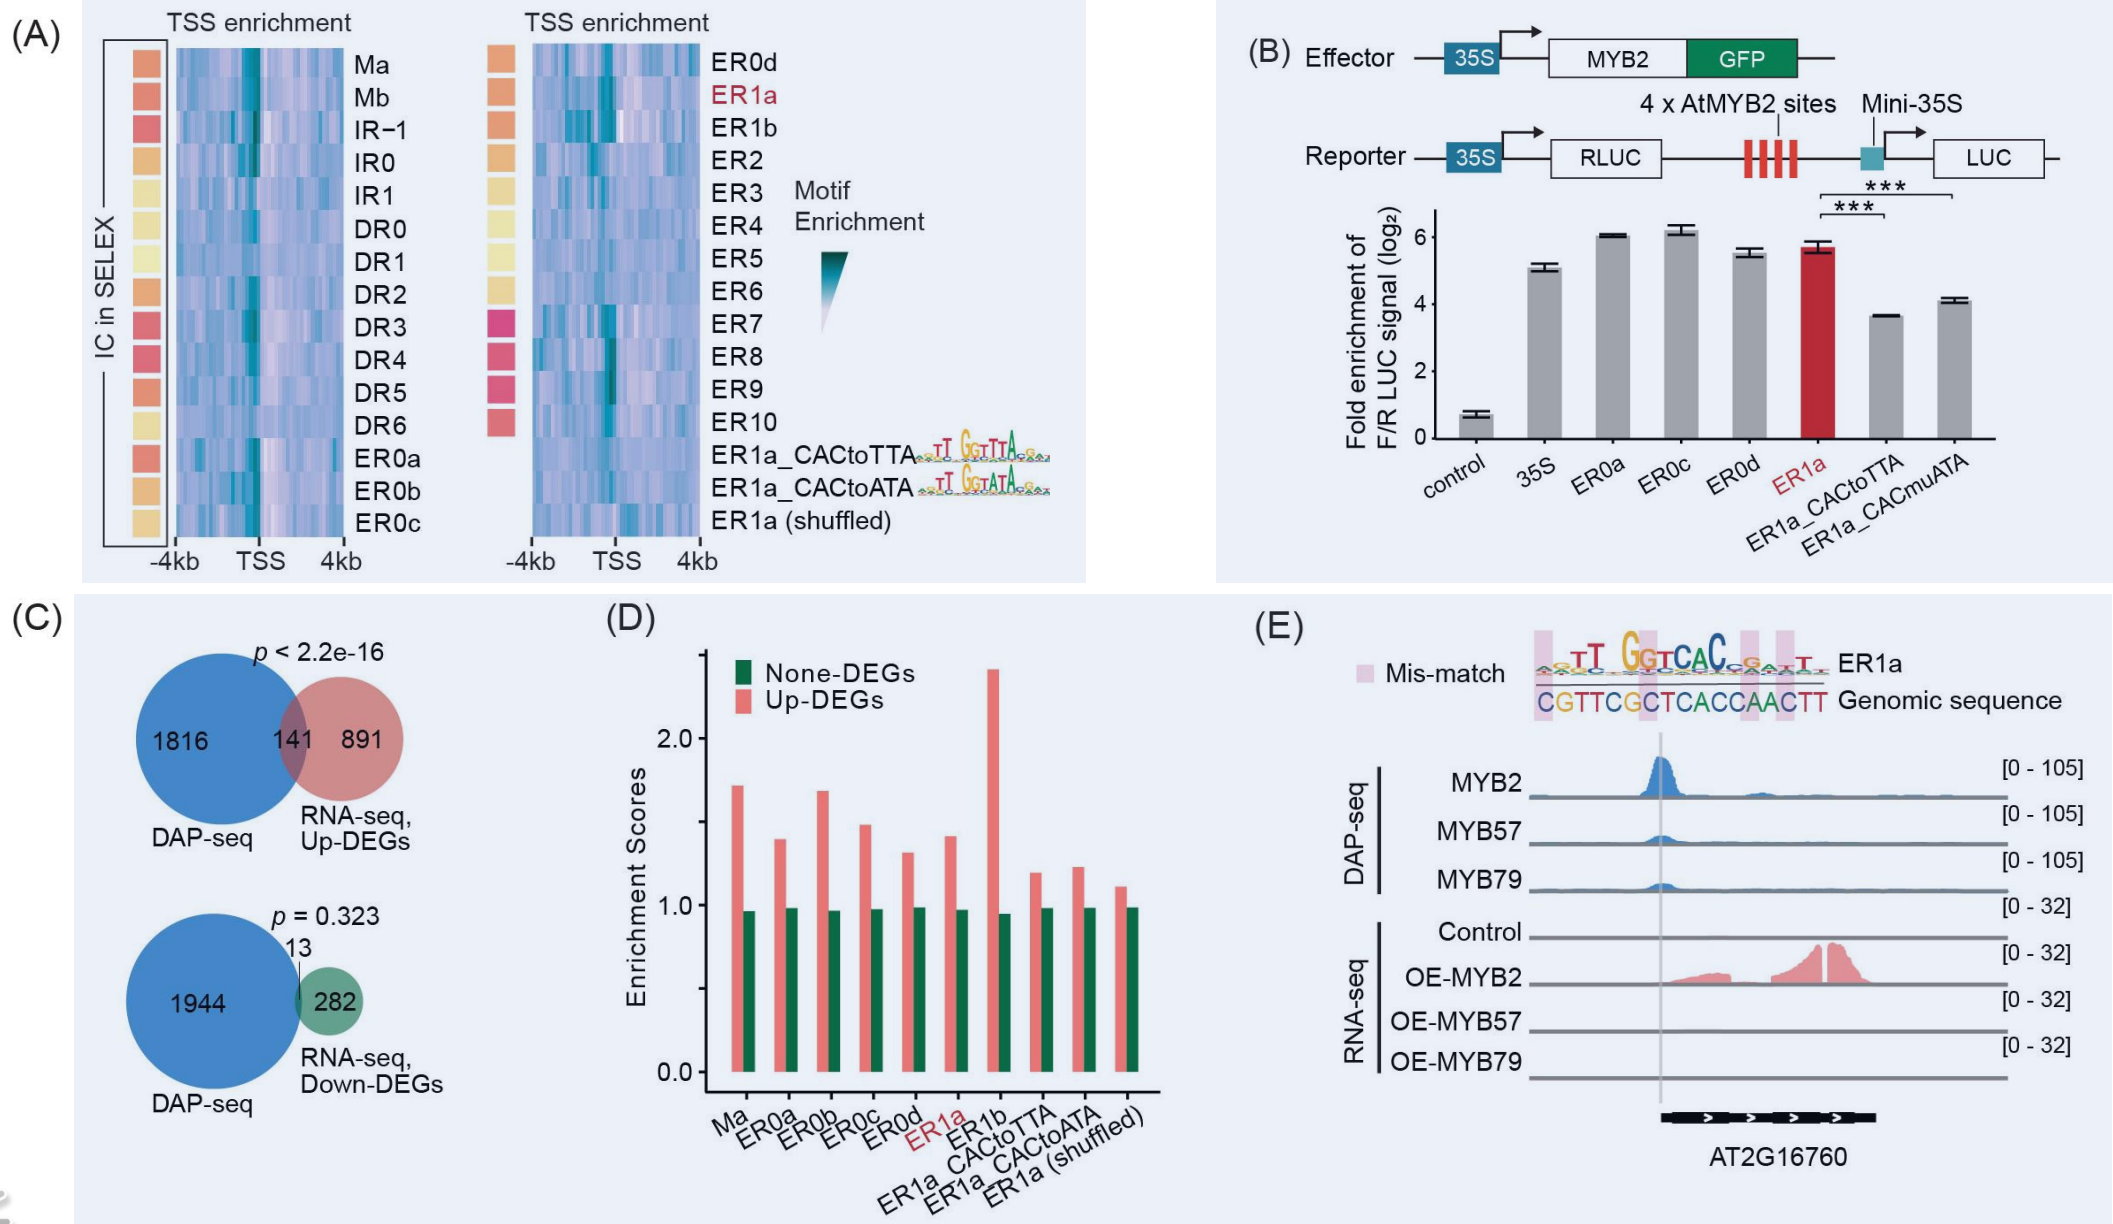 (A)
TSS enrichment
TSS enrichment
IC in SELEX
Ma
Mb
IR−1
IR0
IR1
DR0
DR1
DR2
DR3
DR4
DR5
DR6
ER0a
ER0b
ER0c
-4kb TSS 4kb
ER0d
ER1a
ER1b
ER2
ER3
ER4
ER5
ER6
ER7
ER8
ER9
ER10
ER1a_CACtoTTA
ER1a_CACtoATA
ER1a (shuffled)
-4kb TSS 4kb
Motif
Enrichment
(B)
Effector 35S MYB2 GFP
4 x AtMYB2 sites Mini-35S
Reporter 35S RLUC LUC
***
***
Fold enrichment of
F/R LUC signal (log₂)
6
4
2
0
control
35S
ER0a
ER0c
ER0d
ER1a
ER1a_CACtoTTA
ER1a_CACmuATA
(C)
p < 2.2e-16
1816 141 891
DAP-seq
RNA-seq,
Up-DEGs
p = 0.323
13
1944 282
DAP-seq
RNA-seq,
Down-DEGs
(D)
None-DEGs
Up-DEGs
Enrichment Scores
2.0
1.0
0.0
Ma
ER0a
ER0b
ER0c
ER0d
ER1a
ER1b
ER1a_CACtoTTA
ER1a_CACtoATA
ER1a (shuffled)
(E)
Mis-match
ER1a
CGTTCGCTCACCAACTT Genomic sequence
DAP-seq
MYB2 [0 - 105]
MYB57 [0 - 105]
MYB79 [0 - 105]
RNA-seq
Control [0 - 32]
OE-MYB2 [0 - 32]
OE-MYB57 [0 - 32]
OE-MYB79 [0 - 32]
AT2G16760